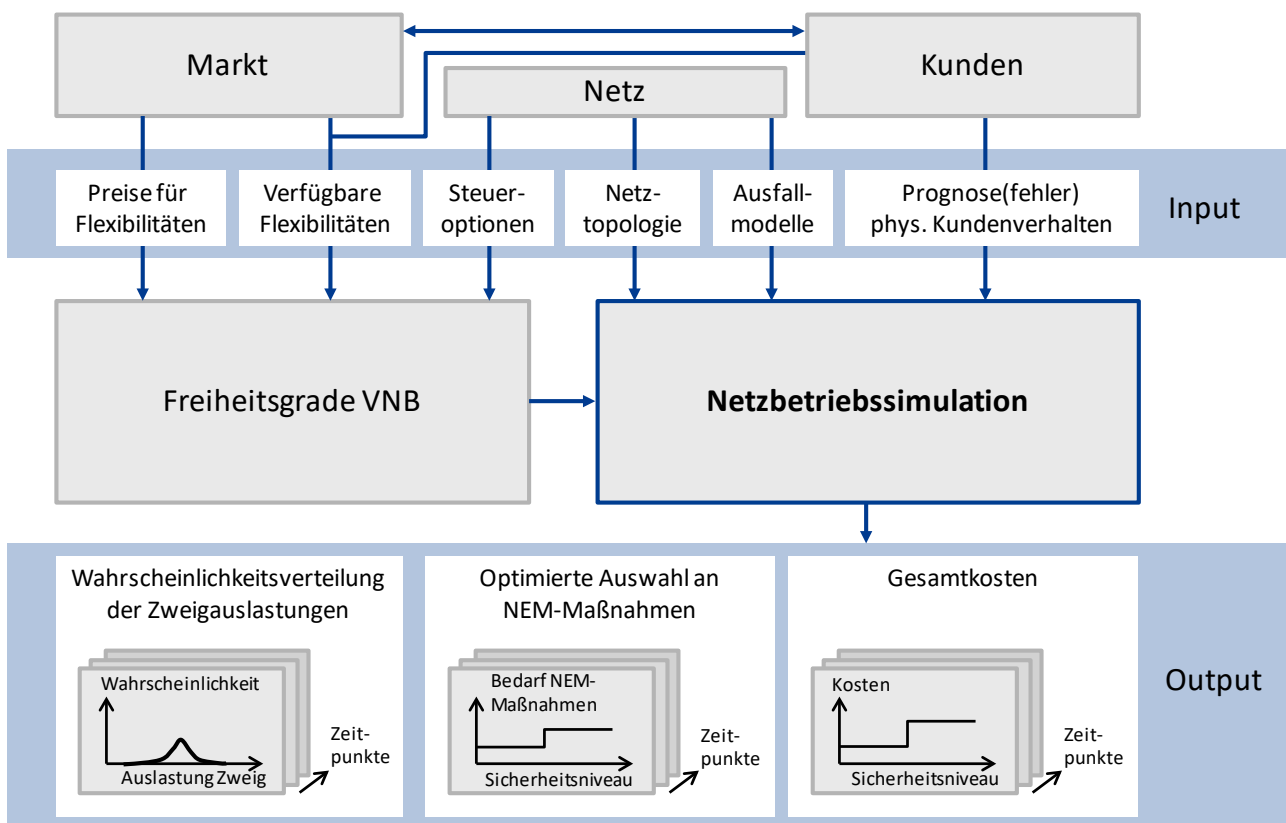 Markt
Netz
Kunden
Preise für
Flexibilitäten
Verfügbare
Flexibilitäten
Steuer-
optionen
Netz-
topologie
Ausfall-
modelle
Prognose(fehler)
phys. Kundenverhalten
Input
Freiheitsgrade VNB
Netzbetriebssimulation
Wahrscheinlichkeitsverteilung
der Zweigauslastungen
Wahrscheinlichkeit
Auslastung Zweig
Zeit-
punkte
Optimierte Auswahl an
NEM-Maßnahmen
Bedarf NEM-
Maßnahmen
Sicherheitsniveau
Zeit-
punkte
Gesamtkosten
Kosten
Sicherheitsniveau
Zeit-
punkte
Output